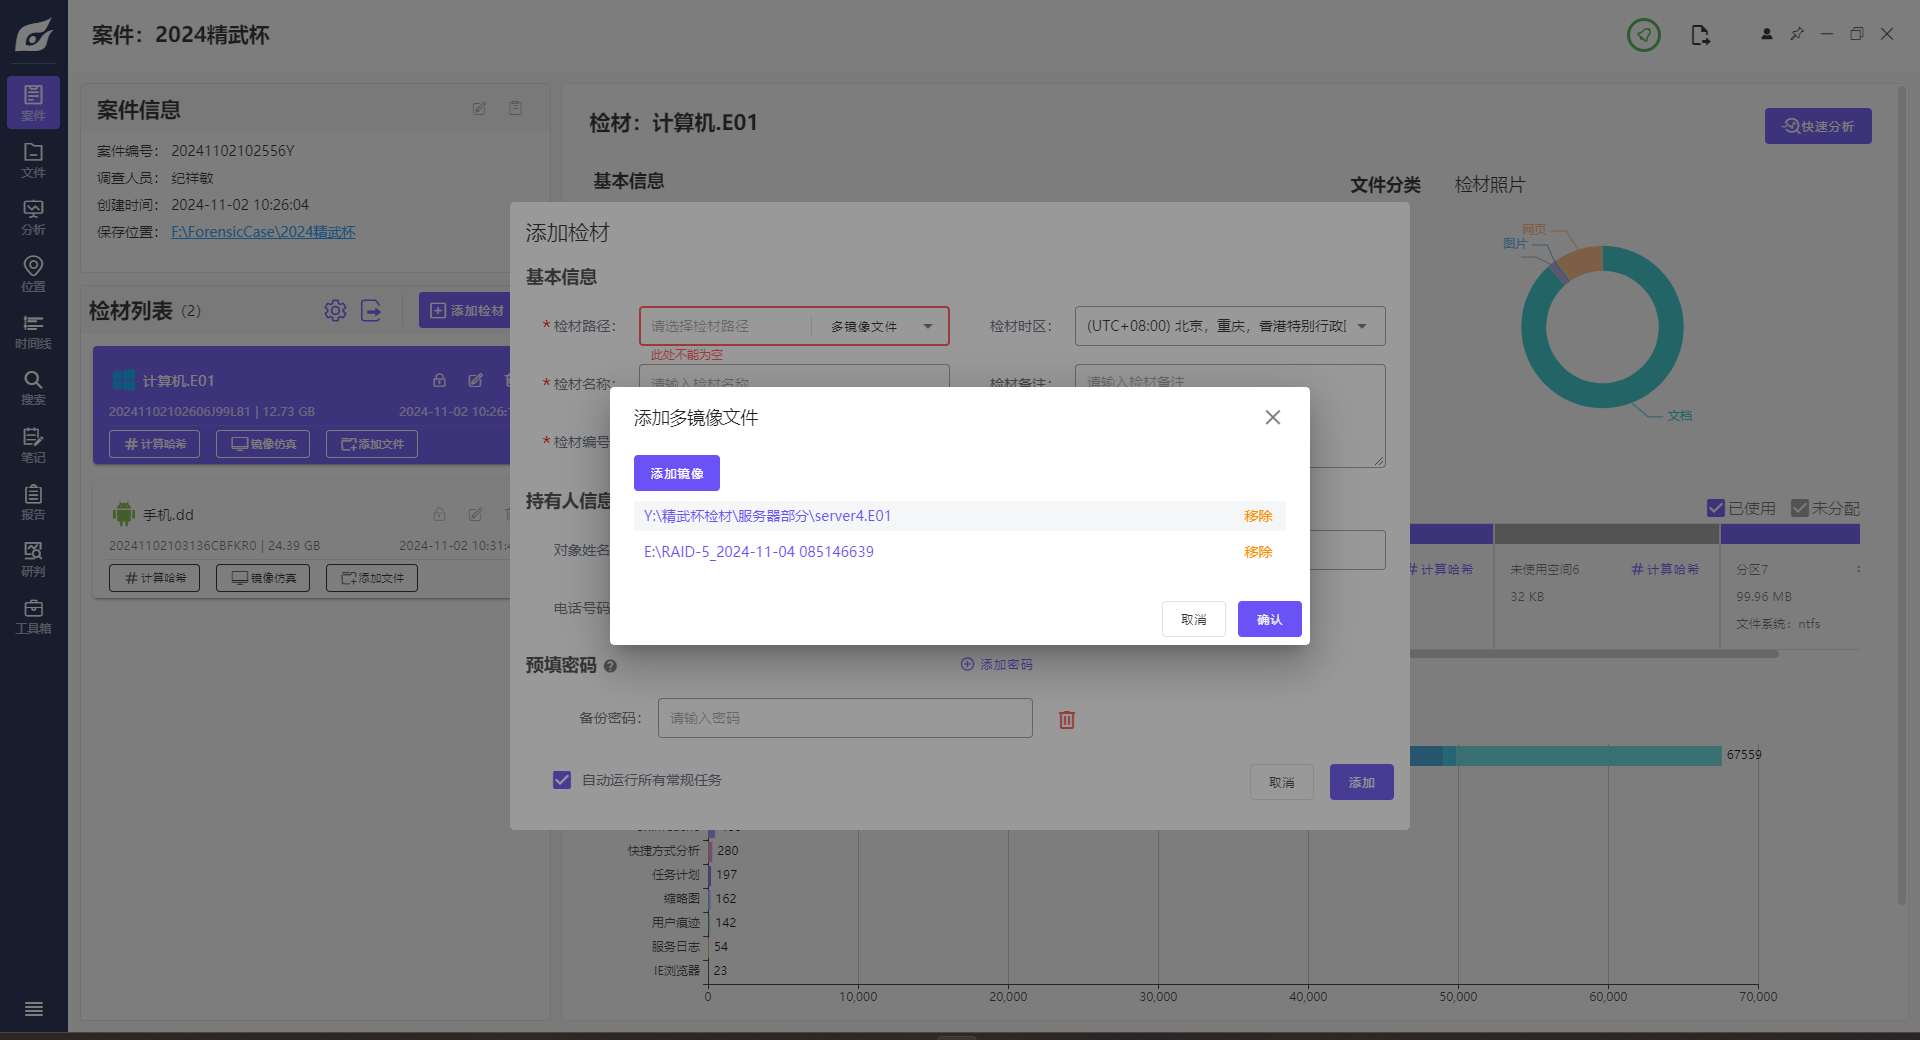 案件：2024精武杯
案件
文件
分析
位置
时间线
搜索
笔记
报告
研判
工具箱
案件信息
案件编号： 20241102102556Y
调查人员： 纪祥敏
创建时间： 2024-11-02 10:26:04
保存位置： F:\ForensicCase\2024精武杯
检材列表 (2)
添加检材
计算机.E01
20241102102606J99L81 | 12.73 GB
2024-11-02 10:26:
计算哈希 镜像仿真 添加文件
手机.dd
20241102103136CBFKR0 | 24.39 GB
2024-11-02 10:31:
计算哈希 镜像仿真 添加文件
检材：计算机.E01
快速分析
基本信息
文件分类 检材照片
网页
图片
文档
已使用 未分配
计算哈希
未使用空间6 计算哈希
32 KB
分区7
99.96 MB
文件系统：ntfs
添加检材
基本信息
* 检材路径： 请选择检材路径 多镜像文件
此处不能为空
检材时区： (UTC+08:00) 北京，重庆，香港特别行政
* 检材名称： 请输入检材名称
检材备注： 请输入检材备注
* 检材编号
持有人信息
对象姓名
电话号码
添加多镜像文件
添加镜像
Y:\精武杯检材\服务器部分\server4.E01 移除
E:\RAID-5_2024-11-04 085146639 移除
取消 确认
预填密码
添加密码
备份密码： 请输入密码
自动运行所有常规任务
取消 添加
67559
快捷方式分析 280
任务计划 197
缩略图 162
用户痕迹 142
服务日志 54
IE浏览器 23
0 10,000 20,000 30,000 40,000 50,000 60,000 70,000